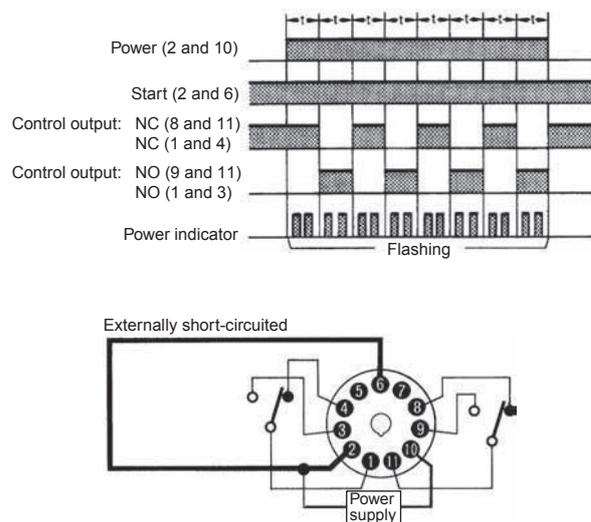 t t t t t t t t
Power (2 and 10)
Start (2 and 6)
Control output: NC (8 and 11)
NC (1 and 4)
Control output: NO (9 and 11)
NO (1 and 3)
Power indicator
Flashing
Externally short-circuited
6
5 7
4 8
3 9
2 10
1 11
Power
supply